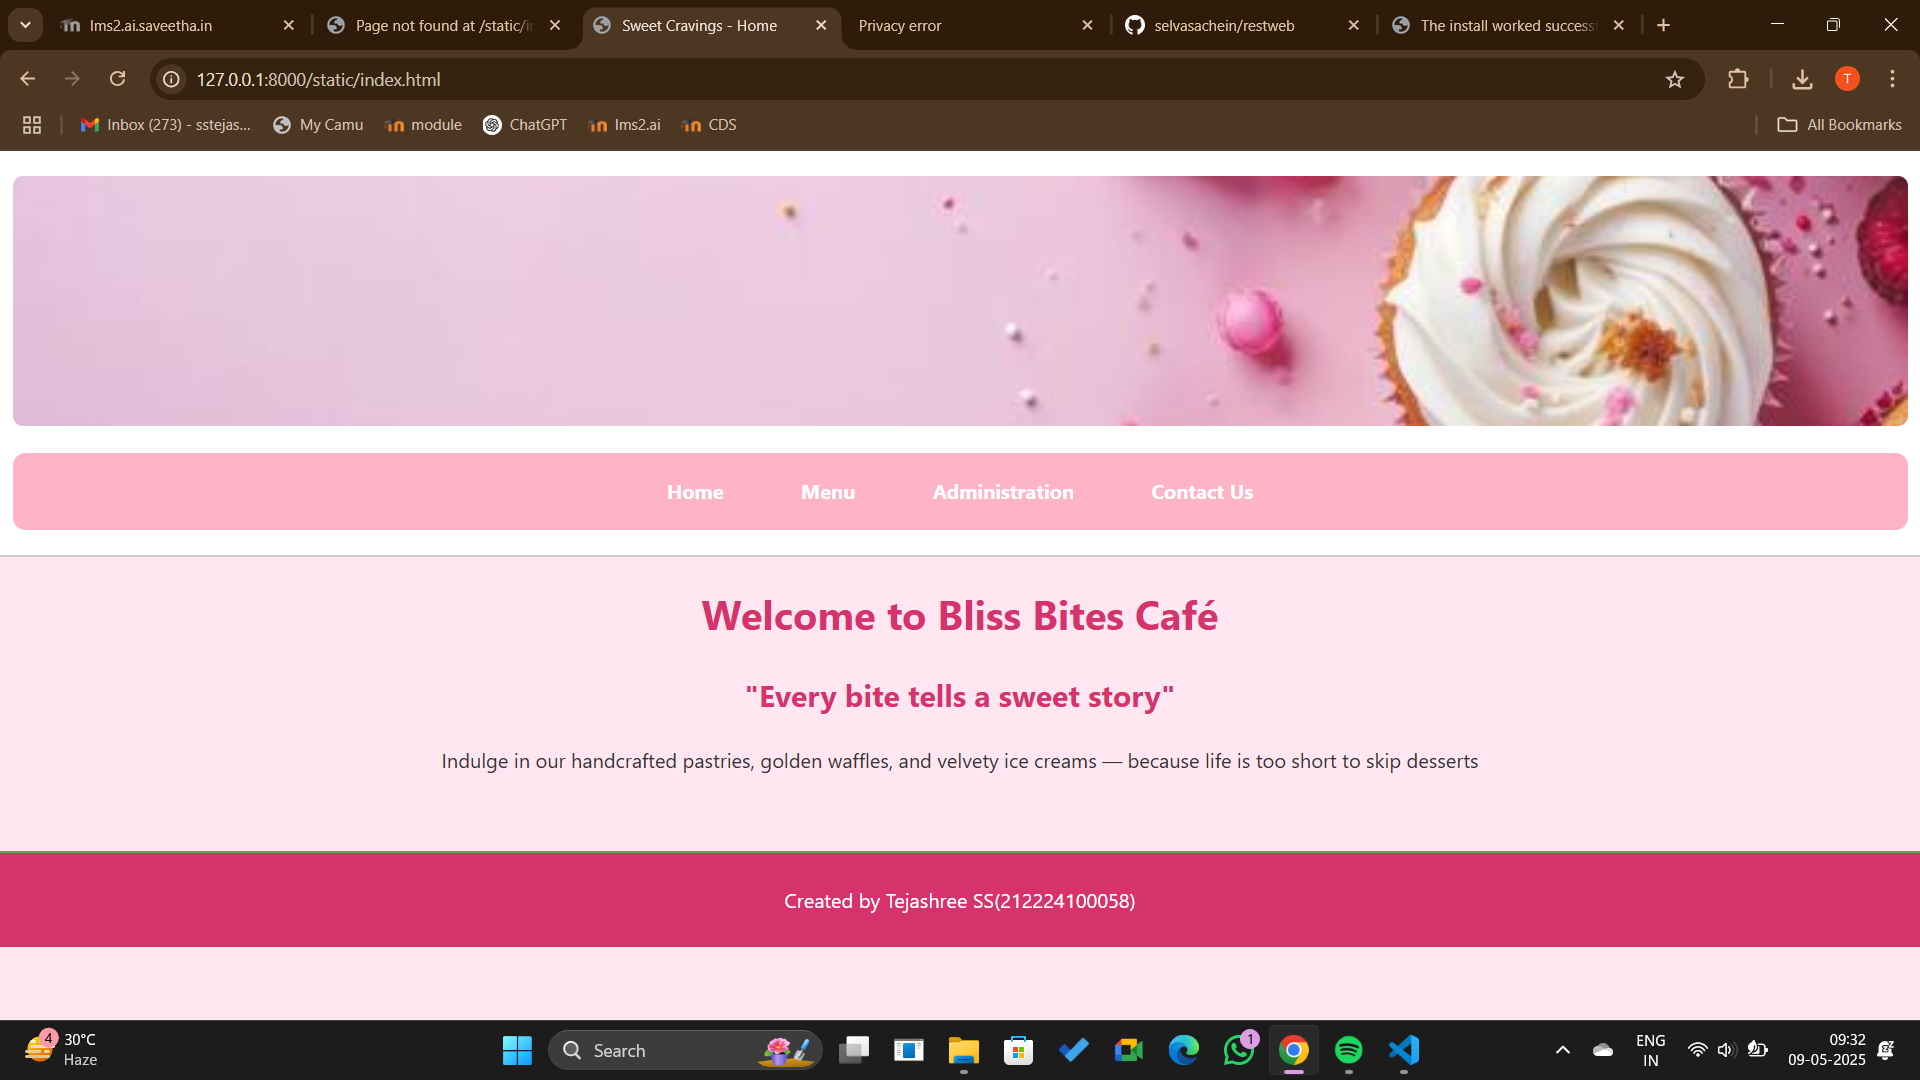 lms2.ai.saveetha.in
Page not found at /static/i
Sweet Cravings - Home
Privacy error
selvasachein/restweb
The install worked success
127.0.0.1:8000/static/index.html
T
Inbox (273) - sstejas...
My Camu
module
ChatGPT
lms2.ai
CDS
All Bookmarks
Home
Menu
Administration
Contact Us
Welcome to Bliss Bites Café
"Every bite tells a sweet story"
Indulge in our handcrafted pastries, golden waffles, and velvety ice creams — because life is too short to skip desserts
Created by Tejashree SS(212224100058)
4
30°C
Haze
Search
1
ENG
IN
09:32
09-05-2025